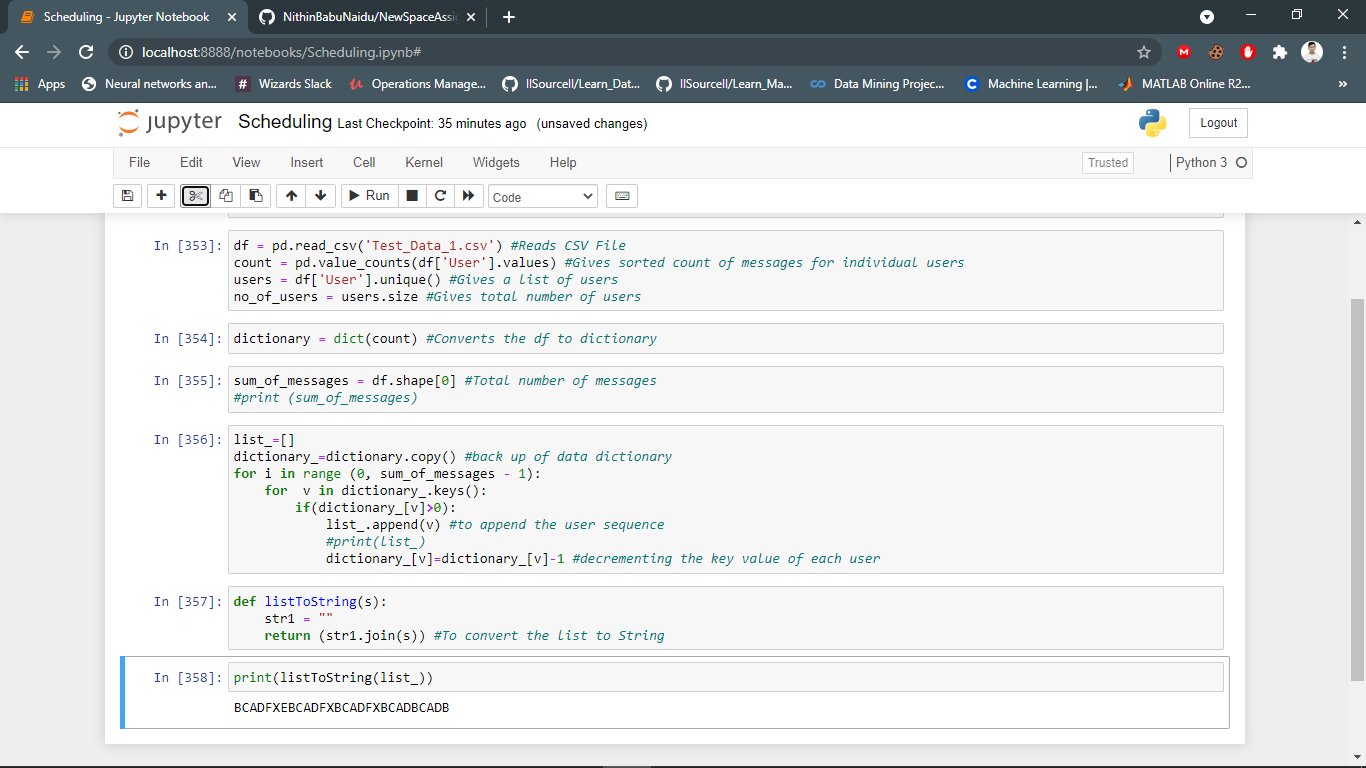 Scheduling - Jupyter Notebook
NithinBabuNaidu/NewSpaceAssi
localhost:8888/notebooks/Scheduling.ipynb#
Apps
Neural networks an...
Wizards Slack
Operations Manage...
llSourcell/Learn_Dat...
llSourcell/Learn_Ma...
Data Mining Projec...
Machine Learning |...
MATLAB Online R2...
»
jupyter Scheduling Last Checkpoint: 35 minutes ago (unsaved changes)
Logout
File Edit View Insert Cell Kernel Widgets Help
Trusted
Python 3
Run
Code
In [353]: df = pd.read_csv('Test_Data_1.csv') #Reads CSV File
count = pd.value_counts(df['User'].values) #Gives sorted count of messages for individual users
users = df['User'].unique() #Gives a list of users
no_of_users = users.size #Gives total number of users
In [354]: dictionary = dict(count) #Converts the df to dictionary
In [355]: sum_of_messages = df.shape[0] #Total number of messages
#print (sum_of_messages)
In [356]: list_=[]
dictionary_=dictionary.copy() #back up of data dictionary
for i in range (0, sum_of_messages - 1):
    for  v in dictionary_.keys():
        if(dictionary_[v]>0):
            list_.append(v) #to append the user sequence
            #print(list_)
            dictionary_[v]=dictionary_[v]-1 #decrementing the key value of each user
In [357]: def listToString(s):
    str1 = ""
    return (str1.join(s)) #To convert the list to String
In [358]: print(listToString(list_))
BCADFXEBCADFXBCADFXBCADBCADB